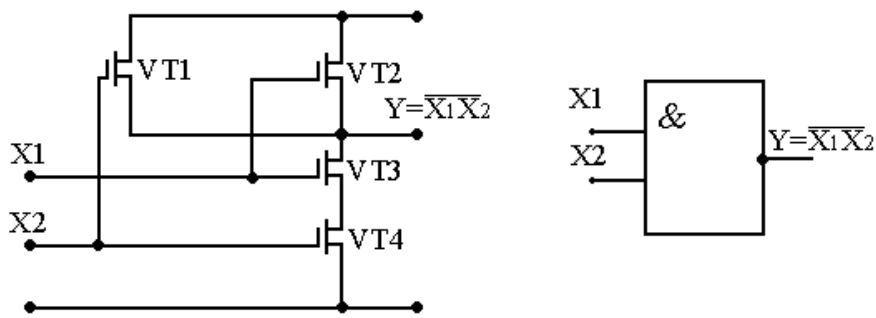 VT1
VT2
Y=X̅1X̅2
X1
VT3
X2
VT4
X1
&
X2
Y=X̅1X̅2